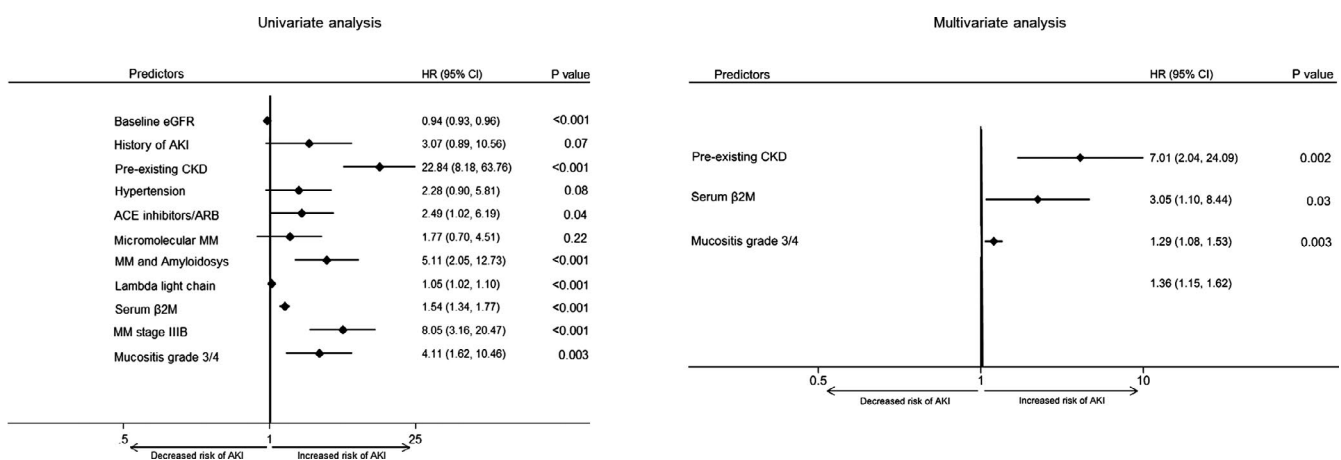 Univariate analysis
Predictors HR (95% CI) P value
Baseline eGFR 0.94 (0.93, 0.96) <0.001
History of AKI 3.07 (0.89, 10.56) 0.07
Pre-existing CKD 22.84 (8.18, 63.76) <0.001
Hypertension 2.28 (0.90, 5.81) 0.08
ACE inhibitors/ARB 2.49 (1.02, 6.19) 0.04
Micromolecular MM 1.77 (0.70, 4.51) 0.22
MM and Amyloidosys 5.11 (2.05, 12.73) <0.001
Lambda light chain 1.05 (1.02, 1.10) <0.001
Serum β2M 1.54 (1.34, 1.77) <0.001
MM stage IIIB 8.05 (3.16, 20.47) <0.001
Mucositis grade 3/4 4.11 (1.62, 10.46) 0.003
.5 1 25
Decreased risk of AKI Increased risk of AKI
Multivariate analysis
Predictors HR (95% CI) P value
Pre-existing CKD 7.01 (2.04, 24.09) 0.002
Serum β2M 3.05 (1.10, 8.44) 0.03
Mucositis grade 3/4 1.29 (1.08, 1.53) 0.003
1.36 (1.15, 1.62)
0.5 1 10
Decreased risk of AKI Increased risk of AKI